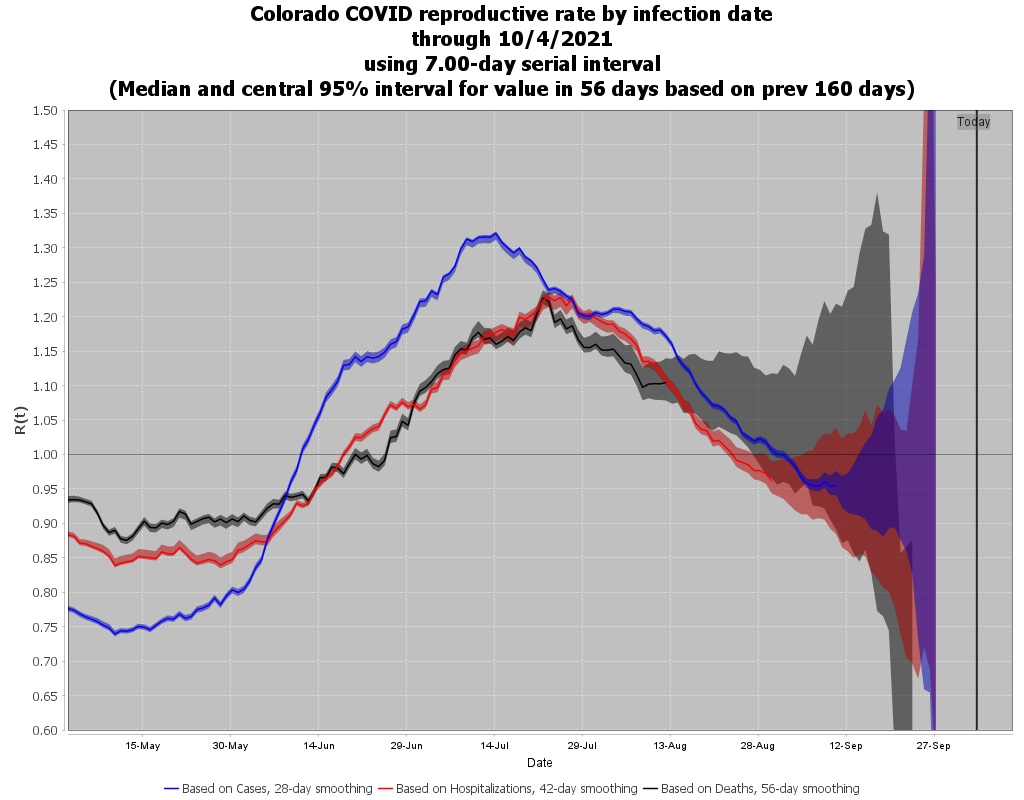 Colorado COVID reproductive rate by infection date
through 10/4/2021
using 7.00-day serial interval
(Median and central 95% interval for value in 56 days based on prev 160 days)
Today
1.50
1.45
1.40
1.35
1.30
1.25
1.20
1.15
1.10
1.05
1.00
0.95
0.90
0.85
0.80
0.75
0.70
0.65
0.60
R(t)
15-May 30-May 14-Jun 29-Jun 14-Jul 29-Jul 13-Aug 28-Aug 12-Sep 27-Sep
Date
Based on Cases, 28-day smoothing Based on Hospitalizations, 42-day smoothing Based on Deaths, 56-day smoothing